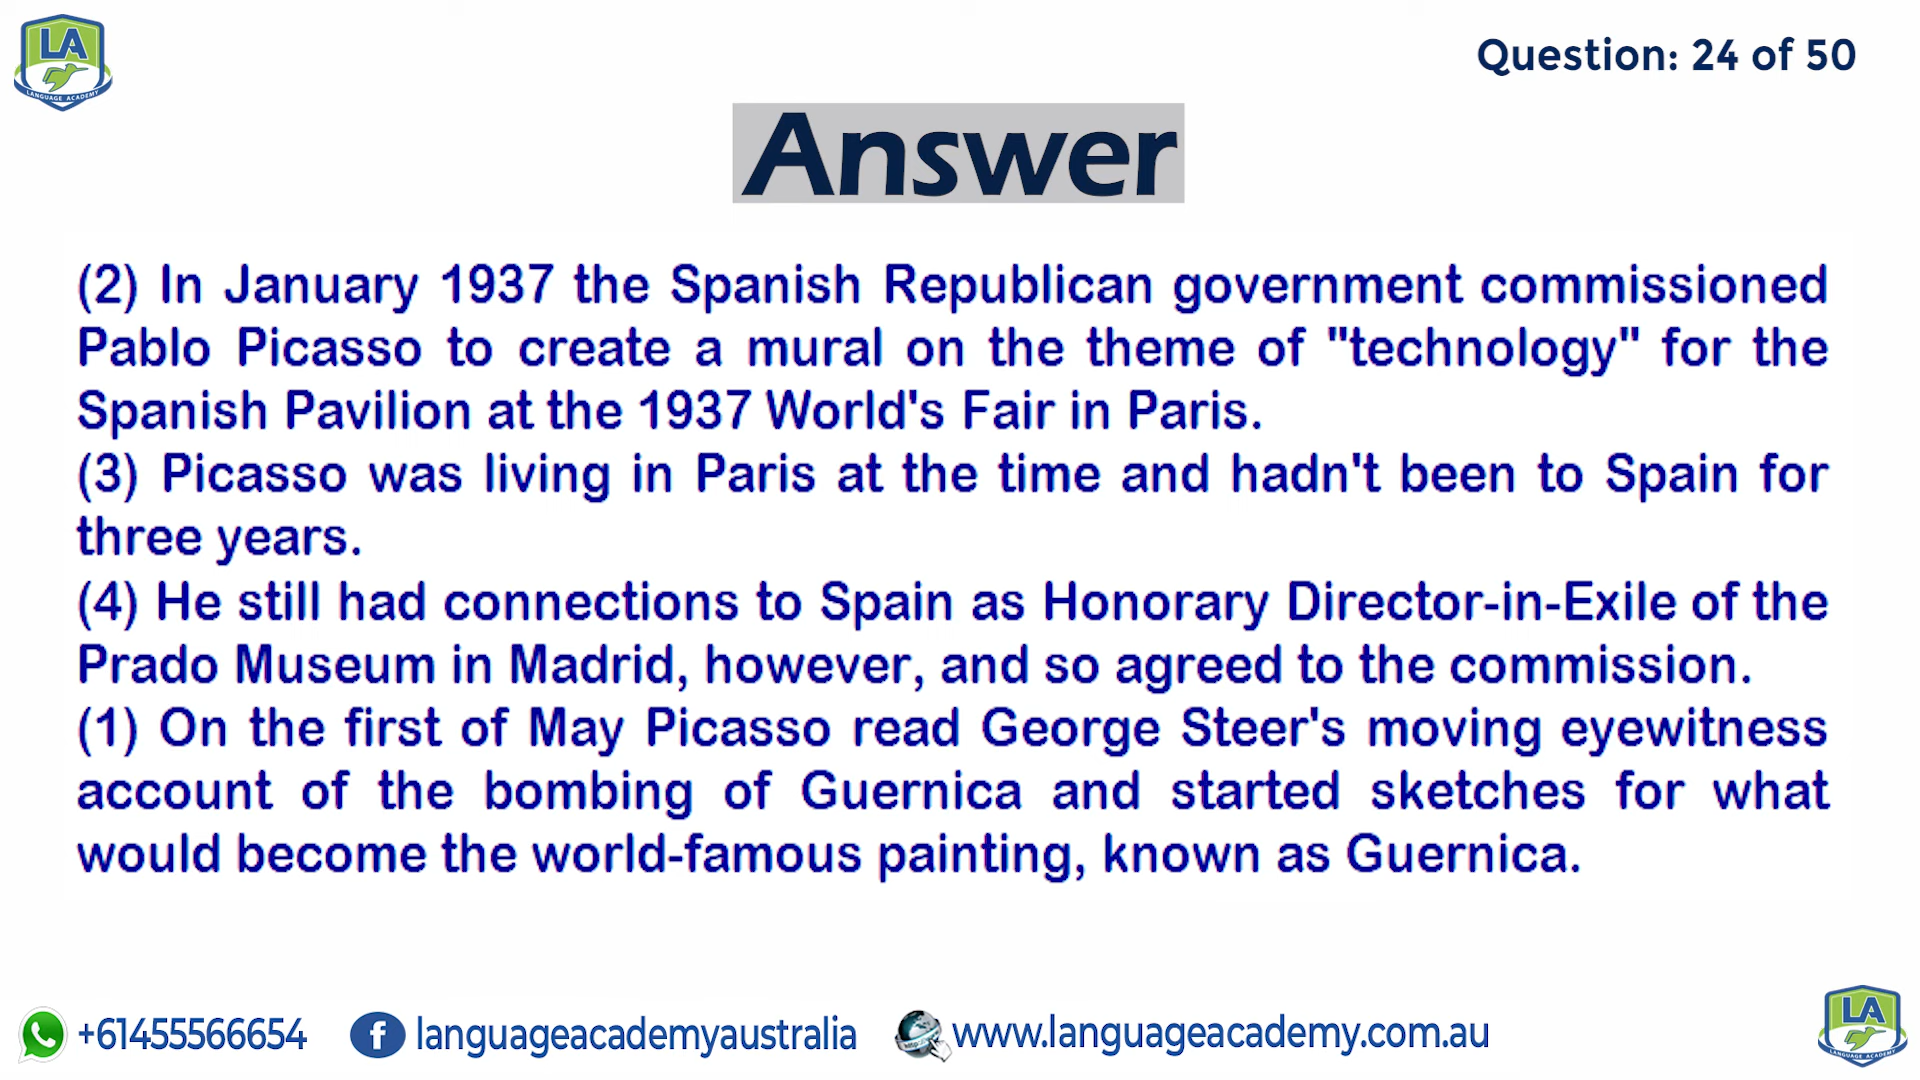 LA
LANGUAGE ACADEMY
Question: 24 of 50
Answer
(2) In January 1937 the Spanish Republican government commissioned
Pablo Picasso to create a mural on the theme of "technology" for the
Spanish Pavilion at the 1937 World's Fair in Paris.
(3) Picasso was living in Paris at the time and hadn't been to Spain for
three years.
(4) He still had connections to Spain as Honorary Director-in-Exile of the
Prado Museum in Madrid, however, and so agreed to the commission.
(1) On the first of May Picasso read George Steer's moving eyewitness
account of the bombing of Guernica and started sketches for what
would become the world-famous painting, known as Guernica.
+61455566654
f languageacademyaustralia
http:// www.languageacademy.com.au
LA
LANGUAGE ACADEMY